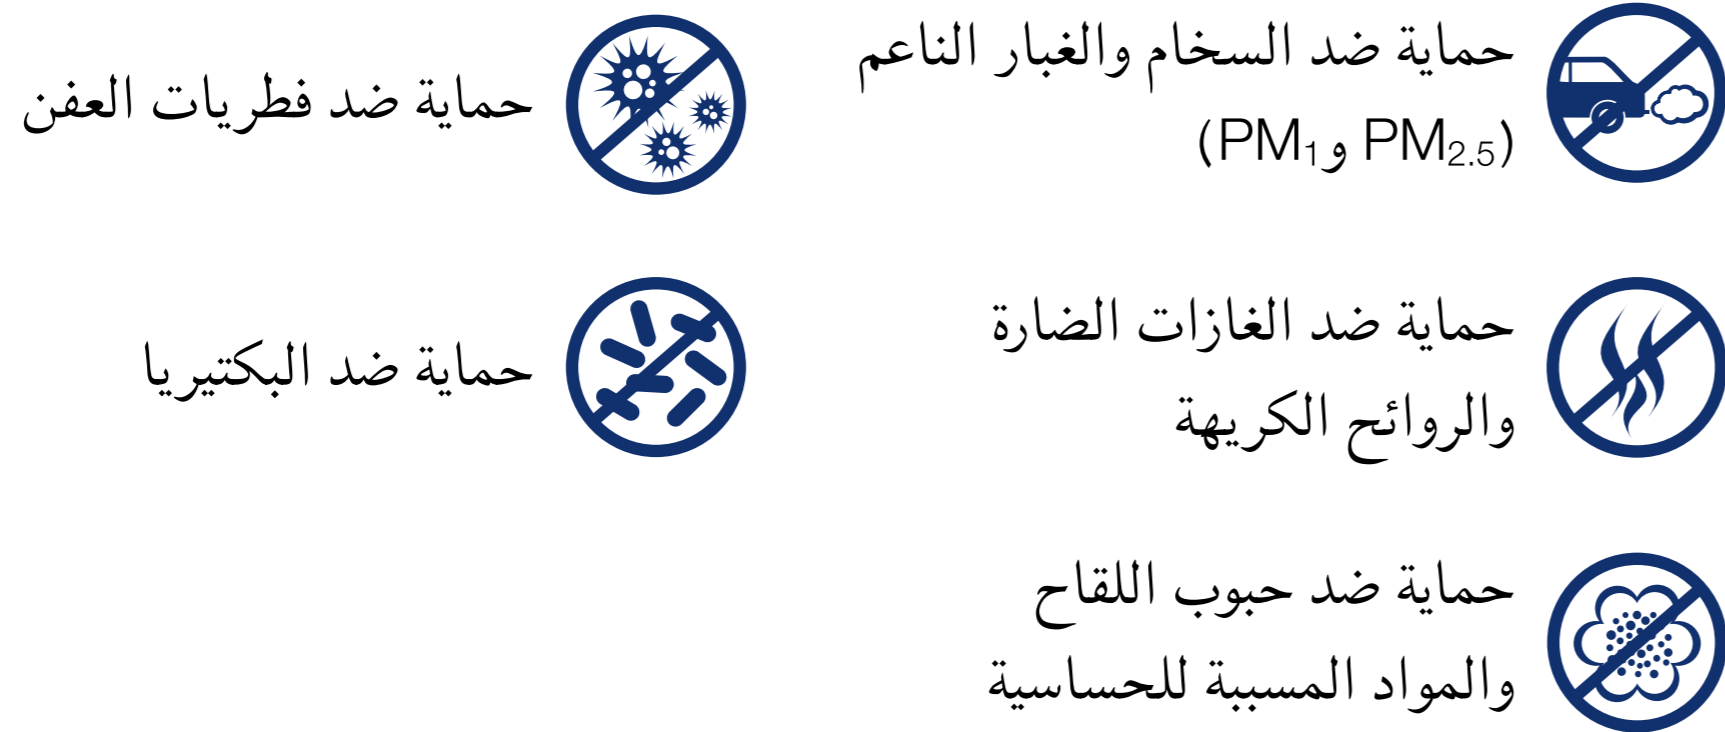 حماية ضد السخام والغبار الناعم
(PM2.5 وPM1)
حماية ضد الغازات الضارة
والروائح الكريهة
حماية ضد حبوب اللقاح
والمواد المسببة للحساسية
حماية ضد فطريات العفن
حماية ضد البكتيريا